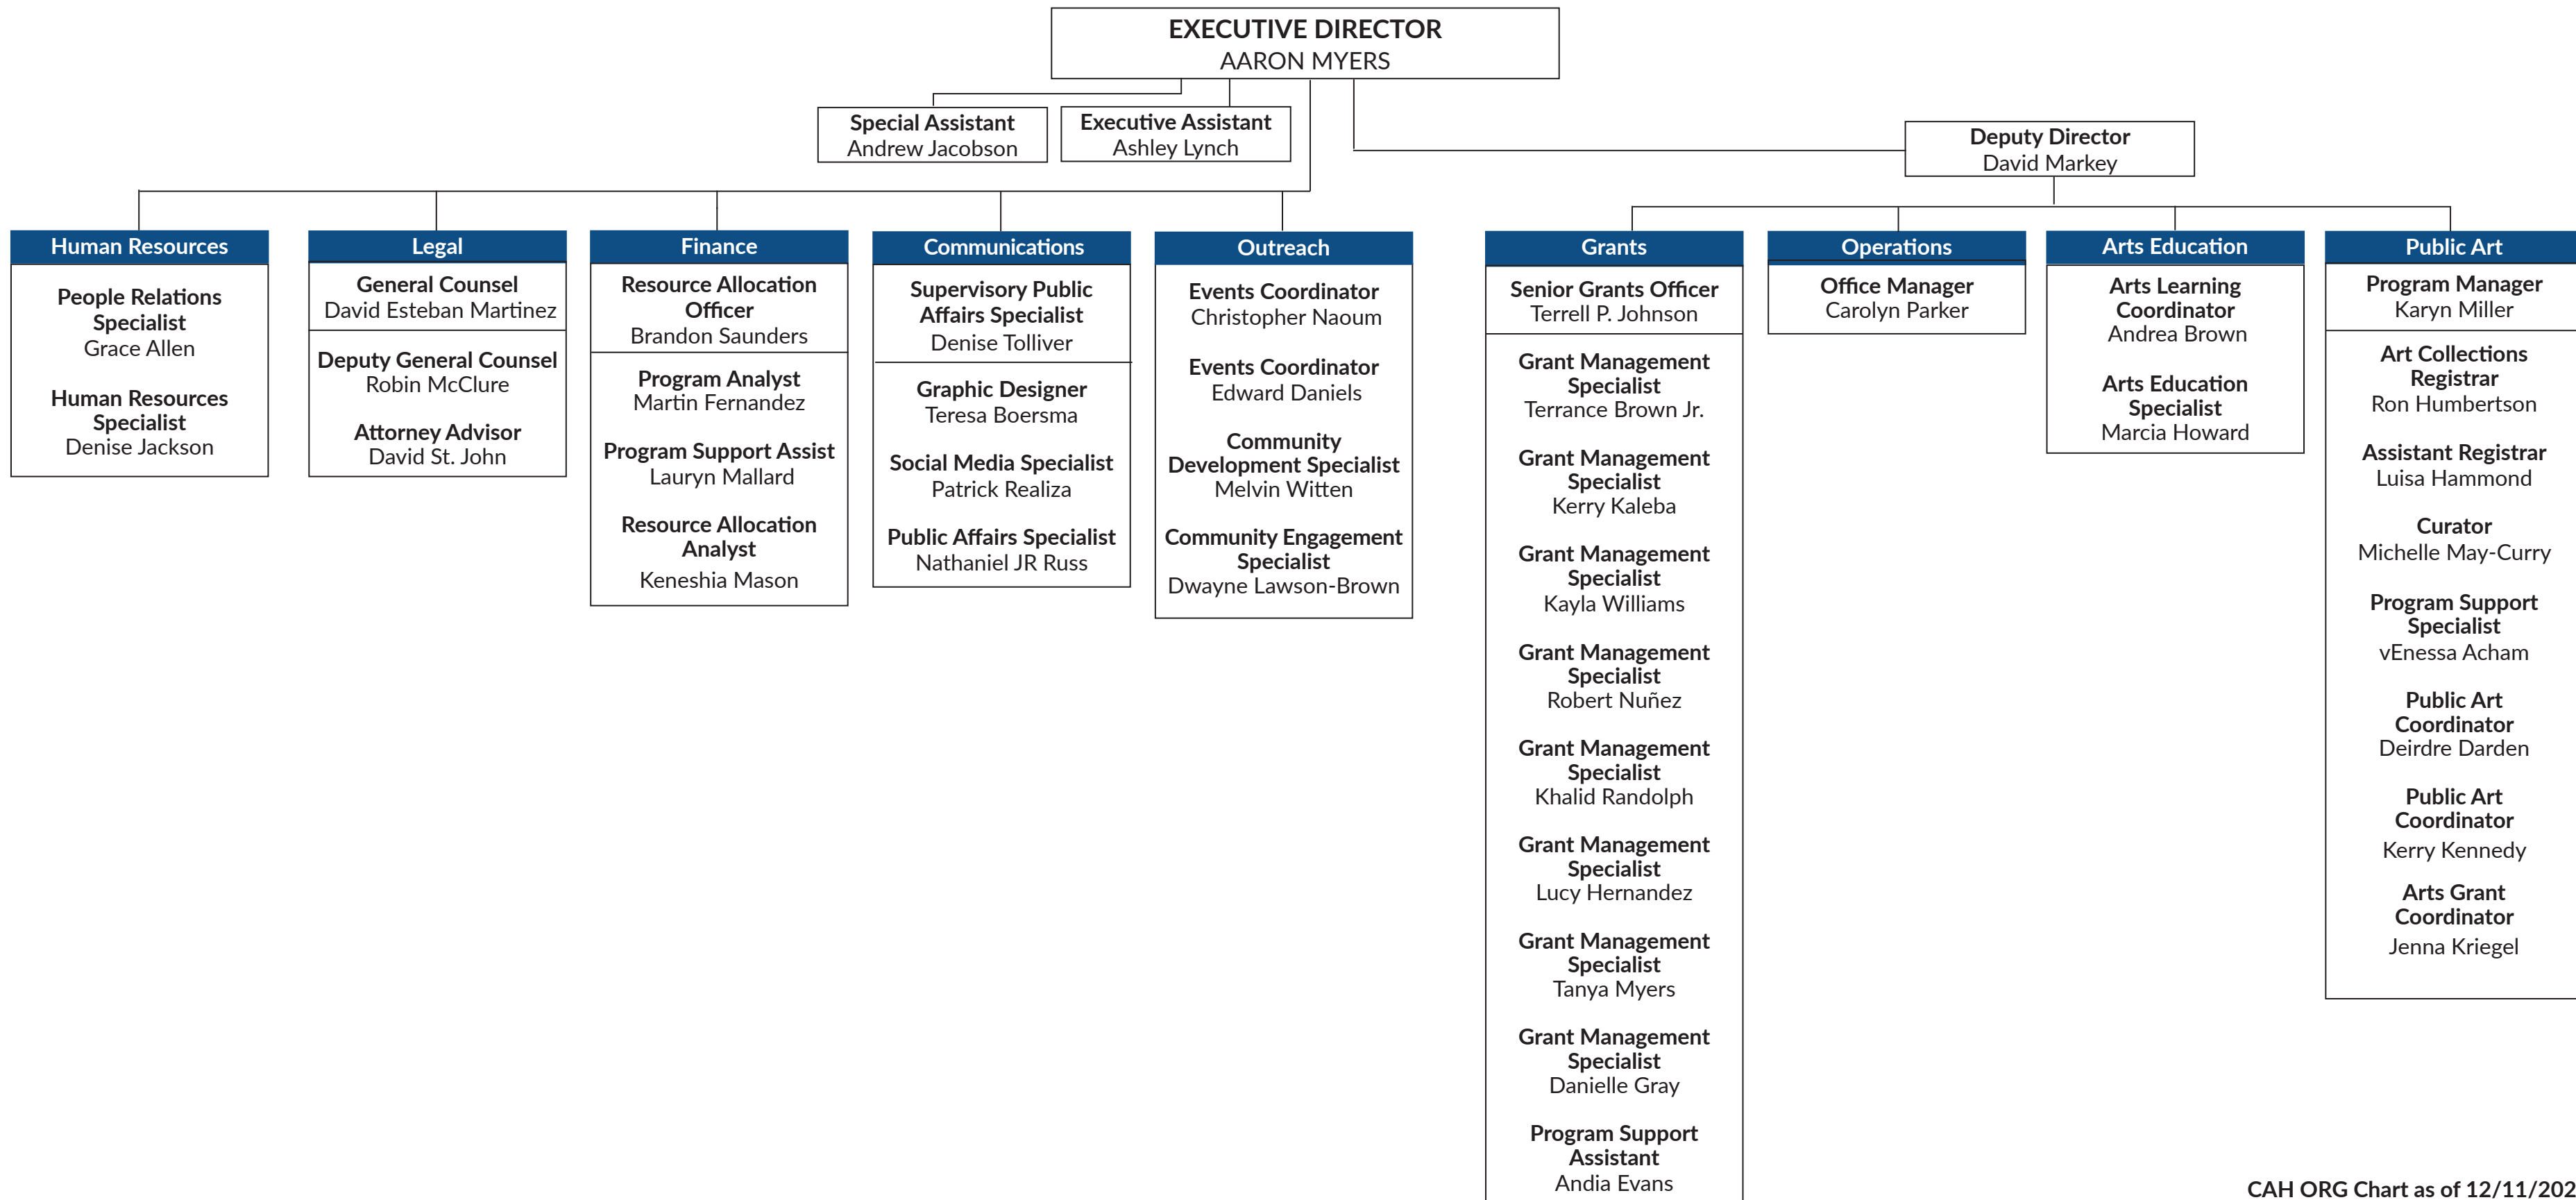 EXECUTIVE DIRECTOR
AARON MYERS
Special Assistant
Andrew Jacobson
Executive Assistant
Ashley Lynch
Deputy Director
David Markey
Human Resources
People Relations
Specialist
Grace Allen
Human Resources
Specialist
Denise Jackson
Legal
General Counsel
David Esteban Martinez
Deputy General Counsel
Robin McClure
Attorney Advisor
David St. John
Finance
Resource Allocation
Officer
Brandon Saunders
Program Analyst
Martin Fernandez
Program Support Assist
Lauryn Mallard
Resource Allocation
Analyst
Keneshia Mason
Communications
Supervisory Public
Affairs Specialist
Denise Tolliver
Graphic Designer
Teresa Boersma
Social Media Specialist
Patrick Realiza
Public Affairs Specialist
Nathaniel JR Russ
Outreach
Events Coordinator
Christopher Naoum
Events Coordinator
Edward Daniels
Community
Development Specialist
Melvin Witten
Community Engagement
Specialist
Dwayne Lawson-Brown
Grants
Senior Grants Officer
Terrell P. Johnson
Grant Management
Specialist
Terrance Brown Jr.
Grant Management
Specialist
Kerry Kaleba
Grant Management
Specialist
Kayla Williams
Grant Management
Specialist
Robert Nuñez
Grant Management
Specialist
Khalid Randolph
Grant Management
Specialist
Lucy Hernandez
Grant Management
Specialist
Tanya Myers
Grant Management
Specialist
Danielle Gray
Program Support
Assistant
Andia Evans
Operations
Office Manager
Carolyn Parker
Arts Education
Arts Learning
Coordinator
Andrea Brown
Arts Education
Specialist
Marcia Howard
Public Art
Program Manager
Karyn Miller
Art Collections
Registrar
Ron Humbertson
Assistant Registrar
Luisa Hammond
Curator
Michelle May-Curry
Program Support
Specialist
vEnessa Acham
Public Art
Coordinator
Deirdre Darden
Public Art
Coordinator
Kerry Kennedy
Arts Grant
Coordinator
Jenna Kriegel
CAH ORG Chart as of 12/11/202